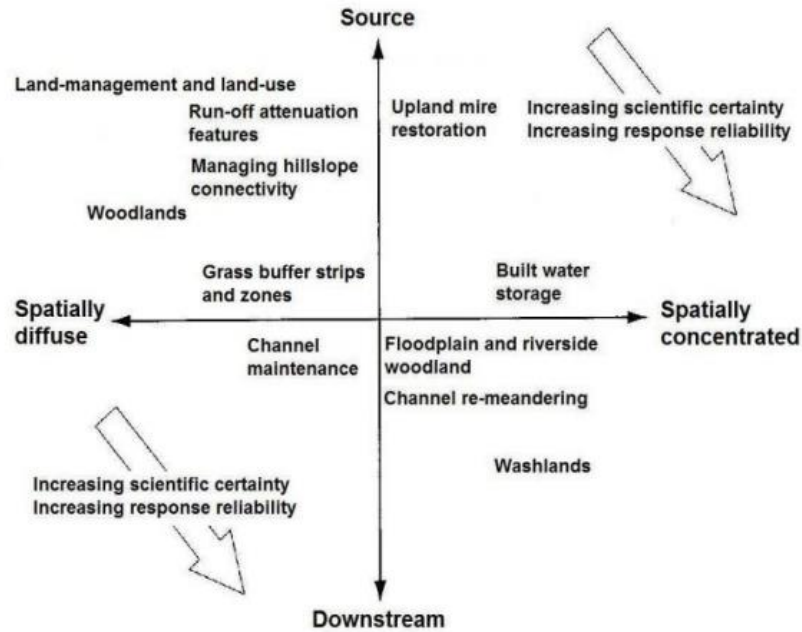 Source
Land-management and land-use
Run-off attenuation
features
Upland mire
restoration
Increasing scientific certainty
Increasing response reliability
Managing hillslope
connectivity
Woodlands
Grass buffer strips
and zones
Built water
storage
Spatially
diffuse
Spatially
concentrated
Channel
maintenance
Floodplain and riverside
woodland
Channel re-meandering
Washlands
Increasing scientific certainty
Increasing response reliability
Downstream